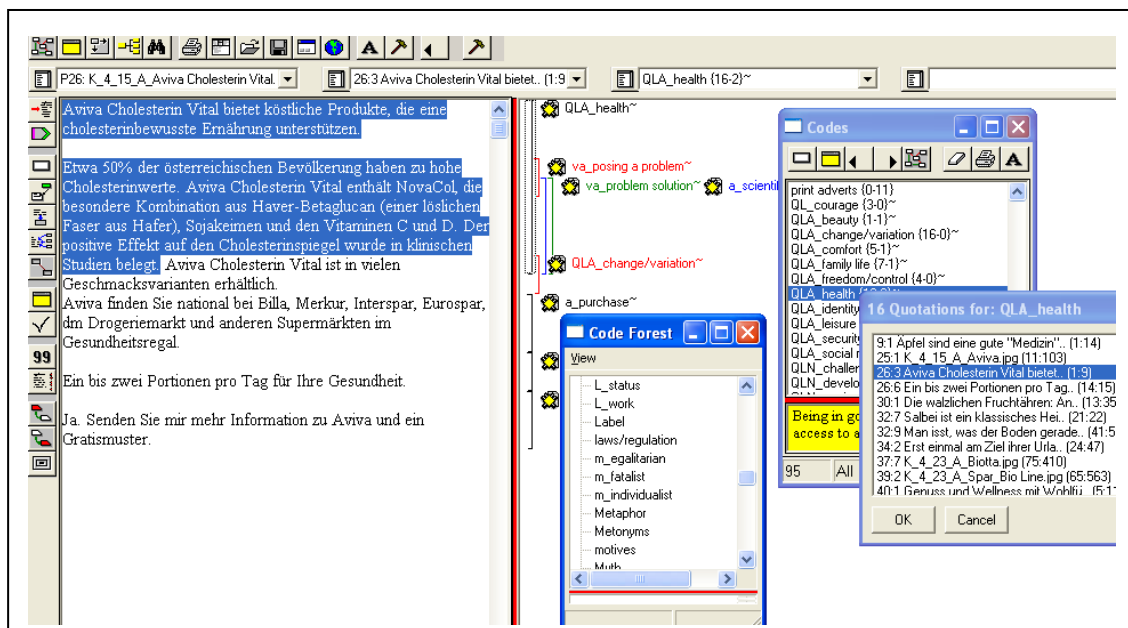 P26: K_4_15_A_Aviva Cholesterin Vital.
26:3 Aviva Cholesterin Vital bietet.. (1:9
QLA_health {16-2}~
Aviva Cholesterin Vital bietet köstliche Produkte, die eine
cholesterinbewusste Ernährung unterstützen.
Etwa 50% der österreichischen Bevölkerung haben zu hohe
Cholesterinwerte. Aviva Cholesterin Vital enthält NovaCol, die
besondere Kombination aus Haver-Betaglucan (einer löslichen
Faser aus Hafer), Sojakeimen und den Vitaminen C und D. Der
positive Effekt auf den Cholesterinspiegel wurde in klinischen
Studien belegt. Aviva Cholesterin Vital ist in vielen
Geschmacksvarianten erhältlich.
Aviva finden Sie national bei Billa, Merkur, Interspar, Eurospar,
dm Drogeriemarkt und anderen Supermärkten im
Gesundheitsregal.
Ein bis zwei Portionen pro Tag für Ihre Gesundheit.
Ja. Senden Sie mir mehr Information zu Aviva und ein
Gratismuster.
99
QLA_health~
va_posing a problem~
va_problem solution~ a_scientif
QLA_change/variation~
a_purchase~
Code Forest
View
L_status
L_work
Label
laws/regulation
m_egalitarian
m_fatalist
m_individualist
Metaphor
Metonyms
motives
Myth
Codes
A
print adverts {0-11}
QL_courage {3-0}~
QLA_beauty {1-1}~
QLA_change/variation {16-0}~
QLA_comfort {5-1}~
QLA_family life {7-1}~
QLA_freedom/control {4-0}~
QLA_health
QLA_identity
QLA_leisure
QLA_security
QLA_social
QLN_challen
QLN_develo
Being in go
access to a
95 All
16 Quotations for: QLA_health
9:1 Äpfel sind eine gute "Medizin".. (1:14)
25:1 K_4_15_A_Aviva.jpg (11:103)
26:3 Aviva Cholesterin Vital bietet.. (1:9)
26:6 Ein bis zwei Portionen pro Tag.. (14:15)
30:1 Die walzlichen Fruchtähren: An.. (13:35
32:7 Salbei ist ein klassisches Hei.. (21:22)
32:9 Man isst, was der Boden gerade.. (41:5
34:2 Erst einmal am Ziel ihrer Urla.. (24:47)
37:7 K_4_23_A_Biotta.jpg (75:410)
39:2 K_4_23_A_Spar_Bio Line.jpg (65:563)
40:1 Genuss und Wellness mit Wohlfü.. (5:11
OK Cancel